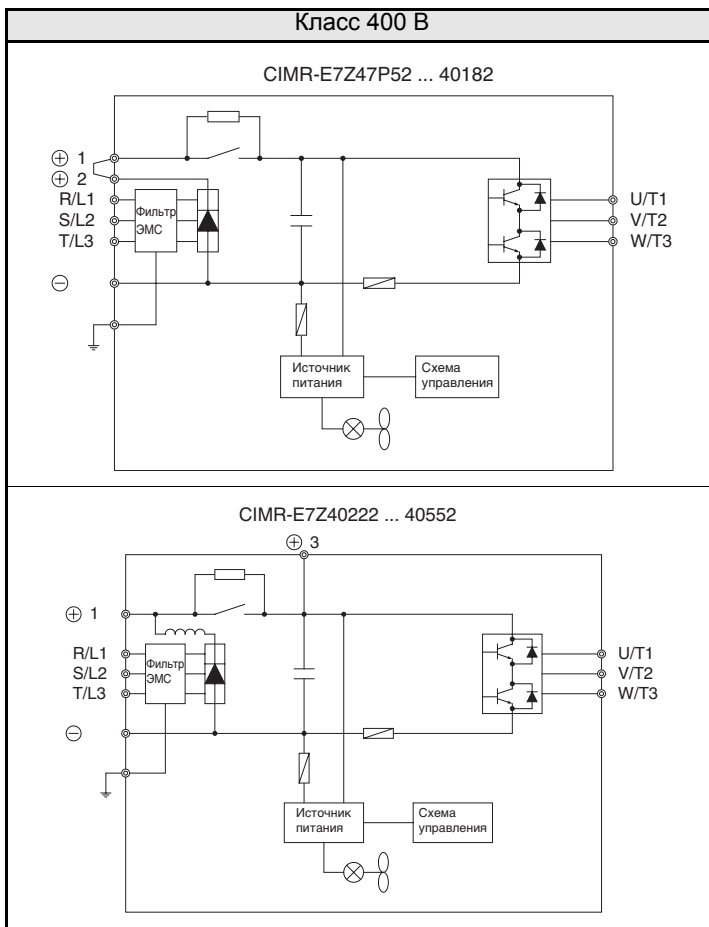 Класс 400 В
CIMR-E7Z47P52 ... 40182
⊕ 1
⊕ 2
R/L1
S/L2
T/L3
⊖
Фильтр
ЭМС
U/T1
V/T2
W/T3
Источник
питания
Схема
управления
CIMR-E7Z40222 ... 40552
⊕ 3
⊕ 1
R/L1
S/L2
T/L3
⊖
Фильтр
ЭМС
U/T1
V/T2
W/T3
Источник
питания
Схема
управления